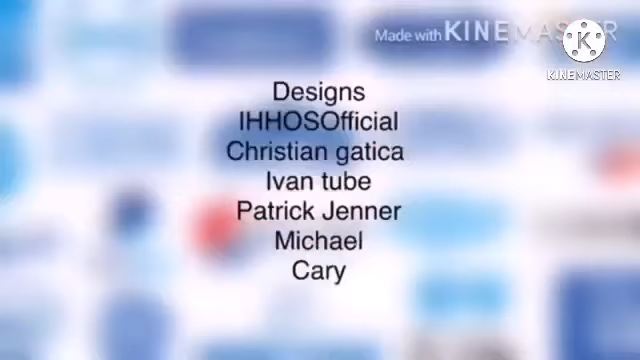 Made with KINEMASTER
KINEMASTER
Designs
IHHOSOfficial
Christian gatica
Ivan tube
Patrick Jenner
Michael
Cary